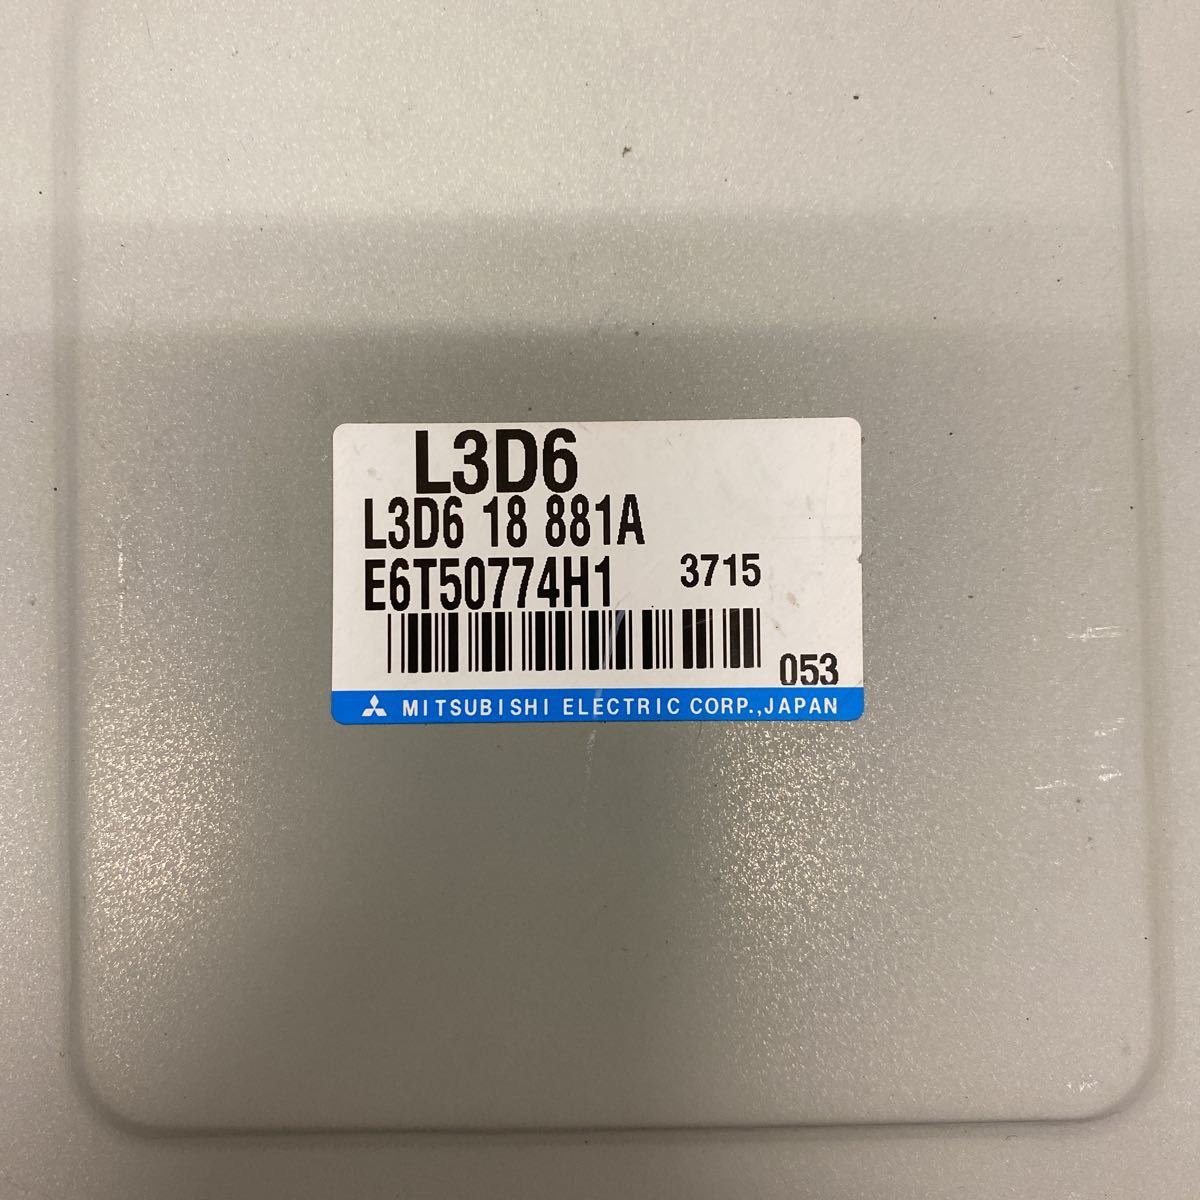 L3D6
L3D6 18 881A
E6T50774H1 3715
053
MITSUBISHI ELECTRIC CORP.,JAPAN